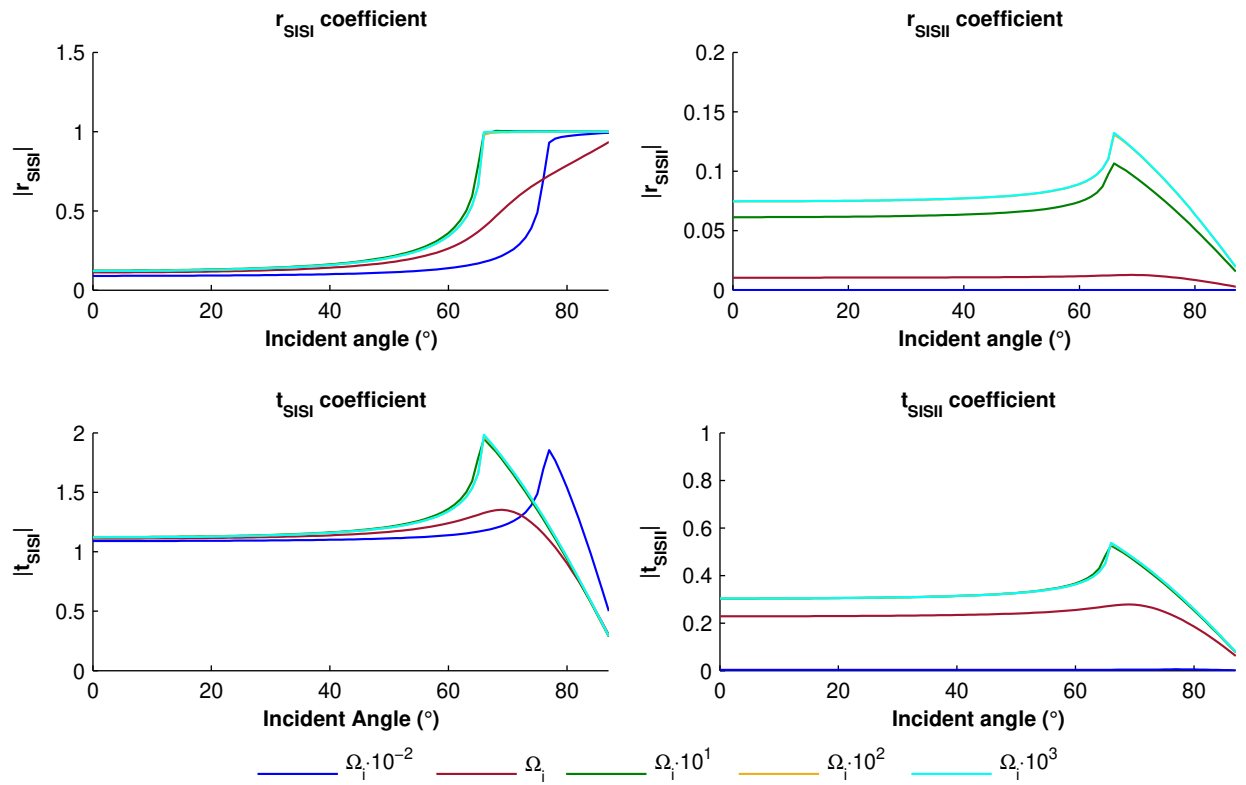 r_SISI coefficient
|r_SISI|
1.5
1
0.5
0
0 20 40 60 80
Incident angle (°)
r_SISII coefficient
|r_SISII|
0.2
0.15
0.1
0.05
0
0 20 40 60 80
Incident angle (°)
t_SISI coefficient
|t_SISI|
2
1.5
1
0.5
0
0 20 40 60 80
Incident Angle (°)
t_SISII coefficient
|t_SISII|
1
0.8
0.6
0.4
0.2
0
0 20 40 60 80
Incident angle (°)
Ω_i·10^−2 Ω_i Ω_i·10^1 Ω_i·10^2 Ω_i·10^3